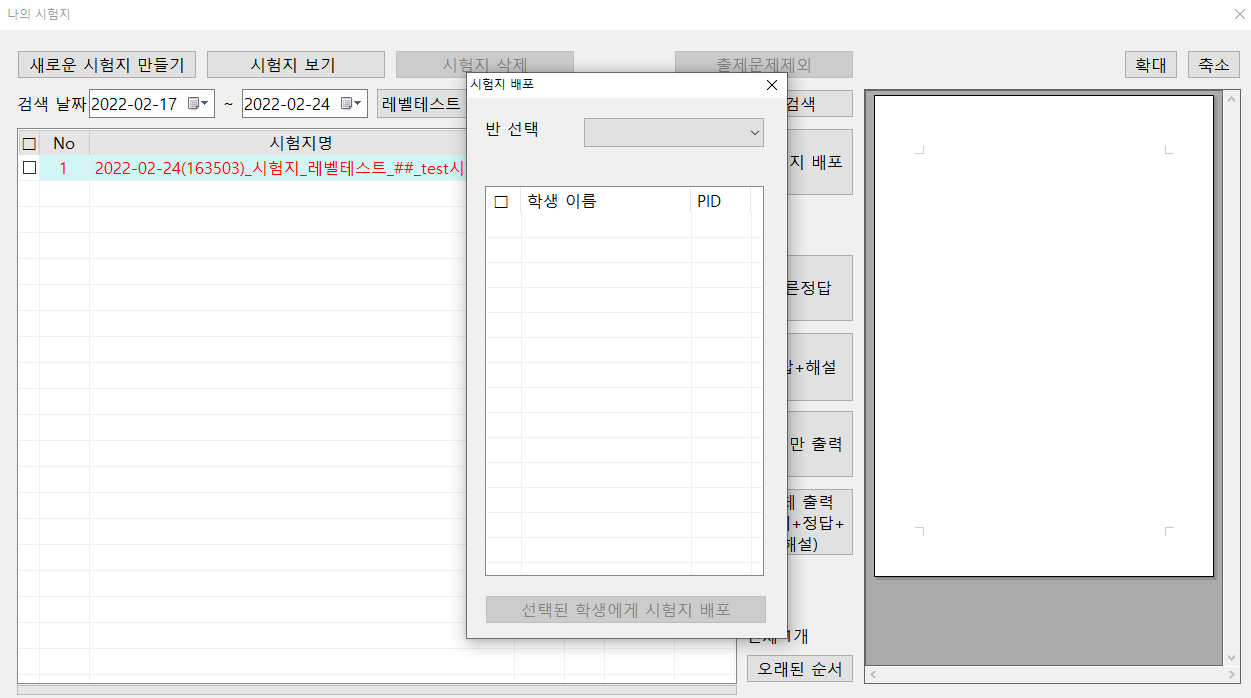 나의 시험지
새로운 시험지 만들기
시험지 보기
시험지 삭제
출제문제제외
확대
축소
검색 날짜
2022-02-17
~
2022-02-24
레벨테스트
검색
No
시험지명
1
2022-02-24(163503)_시험지_레벨테스트_##_test시
시험지 배포
반 선택
학생 이름
PID
선택된 학생에게 시험지 배포
지 배포
른정답
+해설
만 출력
출력
+정답+
해설)
1개
오래된 순서